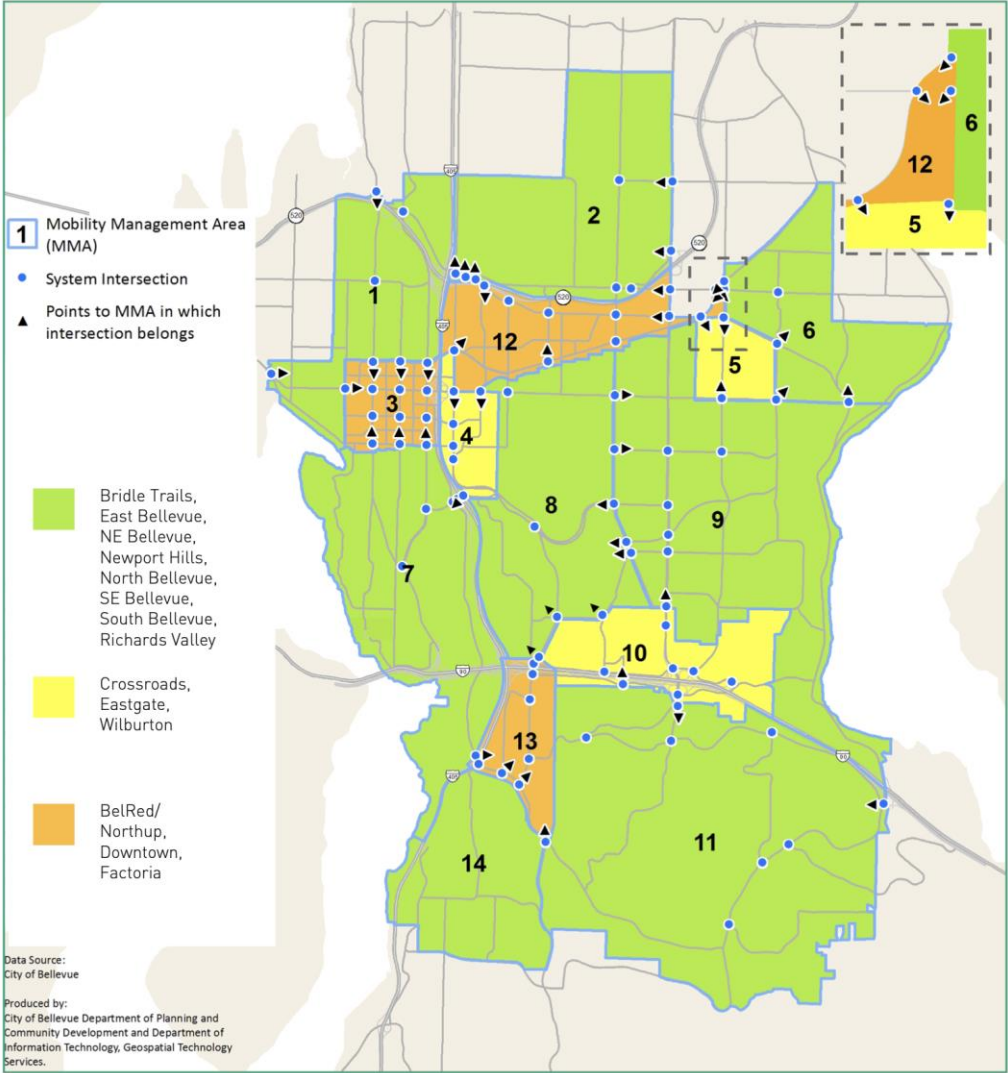 1 Mobility Management Area
(MMA)
System Intersection
Points to MMA in which
intersection belongs
Bridle Trails,
East Bellevue,
NE Bellevue,
Newport Hills,
North Bellevue,
SE Bellevue,
South Bellevue,
Richards Valley
Crossroads,
Eastgate,
Wilburton
BelRed/
Northup,
Downtown,
Factoria
Data Source:
City of Bellevue
Produced by:
City of Bellevue Department of Planning and
Community Development and Department of
Information Technology, Geospatial Technology
Services.
6
12
5
405
520
2
520
1
520
405
12
6
5
3
4
8
9
7
10
90
13
405
90
11
14